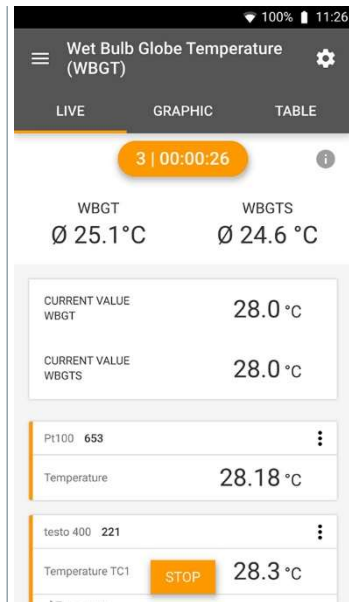 100% 11:26
Wet Bulb Globe Temperature
(WBGT)
LIVE GRAPHIC TABLE
3 | 00:00:26
WBGT WBGTS
Ø 25.1°C Ø 24.6 °C
CURRENT VALUE
WBGT
28.0 °C
CURRENT VALUE
WBGTS
28.0 °C
Pt100 653
Temperature 28.18 °C
testo 400 221
Temperature TC1 28.3 °C
STOP